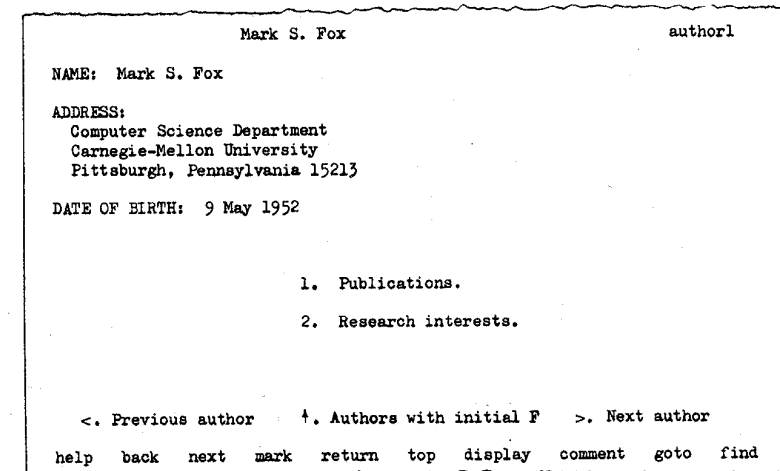 Mark S. Fox author1
NAME: Mark S. Fox
ADDRESS:
Computer Science Department
Carnegie-Mellon University
Pittsburgh, Pennsylvania 15213
DATE OF BIRTH: 9 May 1952
1. Publications.
2. Research interests.
<. Previous author ↑. Authors with initial F >. Next author
help back next mark return top display comment goto find